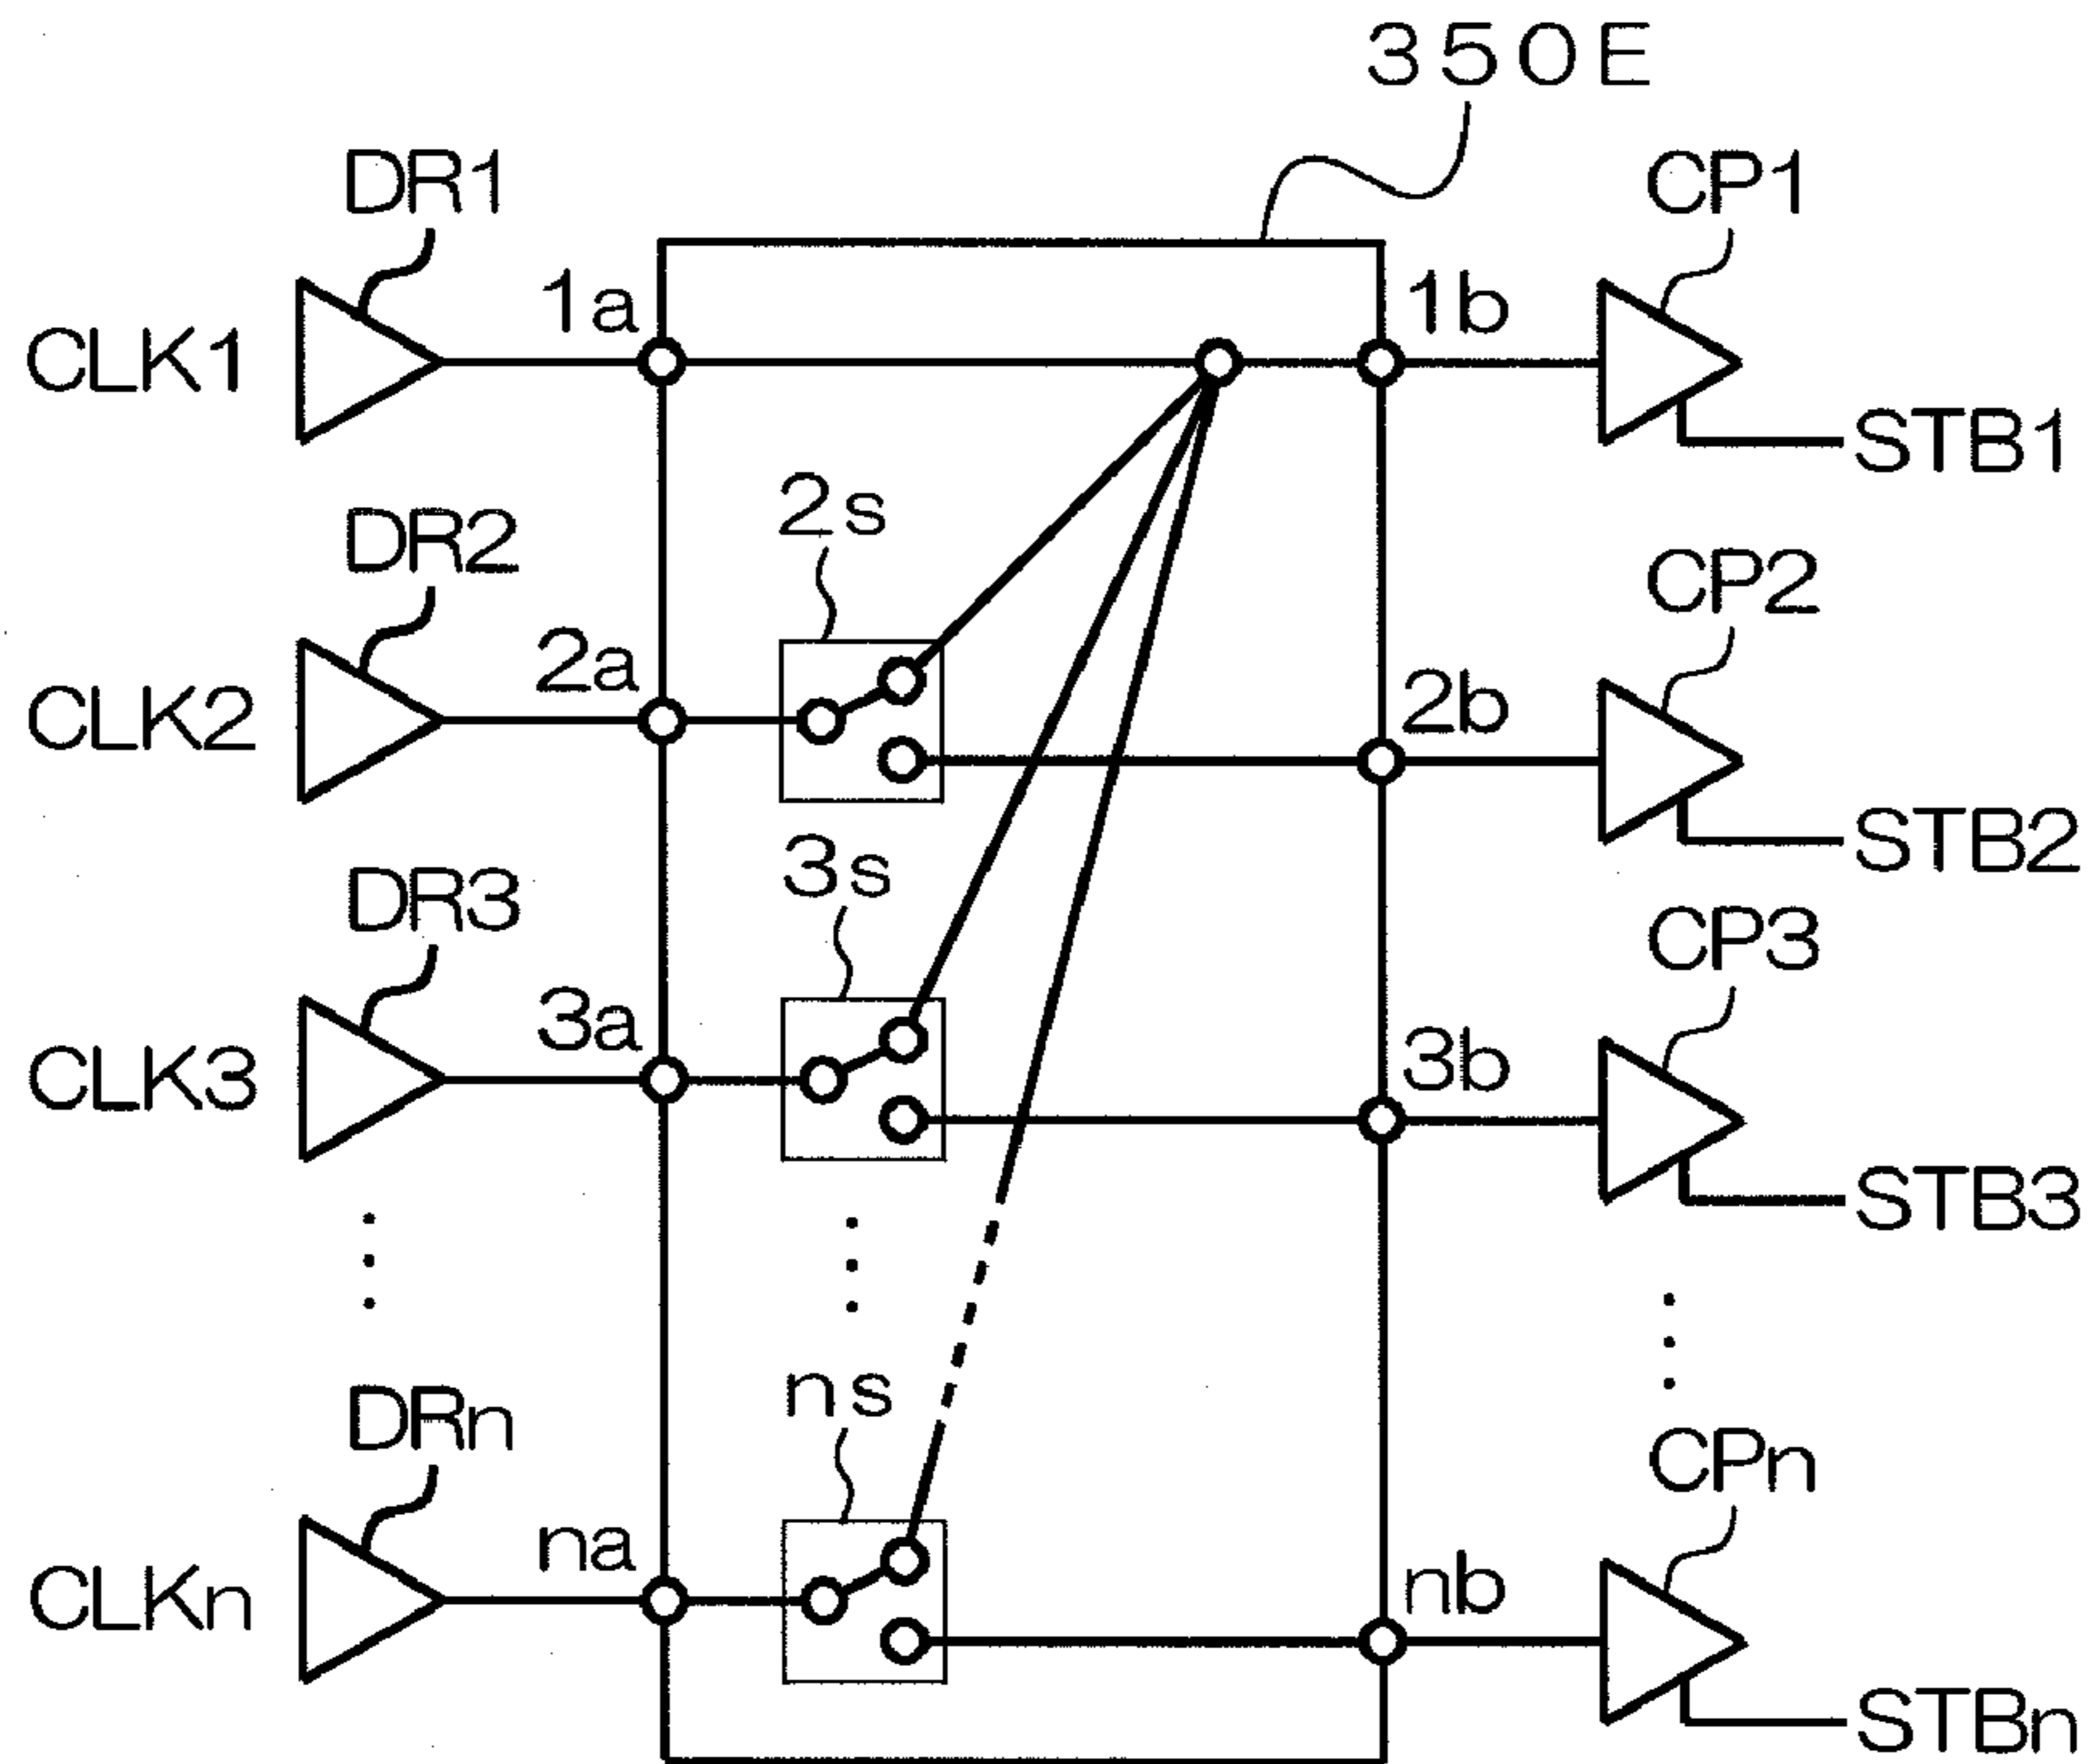 350E
DR1
CP1
1a
1b
CLK1
STB1
2s
DR2
CP2
2a
2b
CLK2
STB2
3s
DR3
CP3
3a
3b
CLK3
STB3
ns
DRn
CPn
na
nb
CLKn
STBn